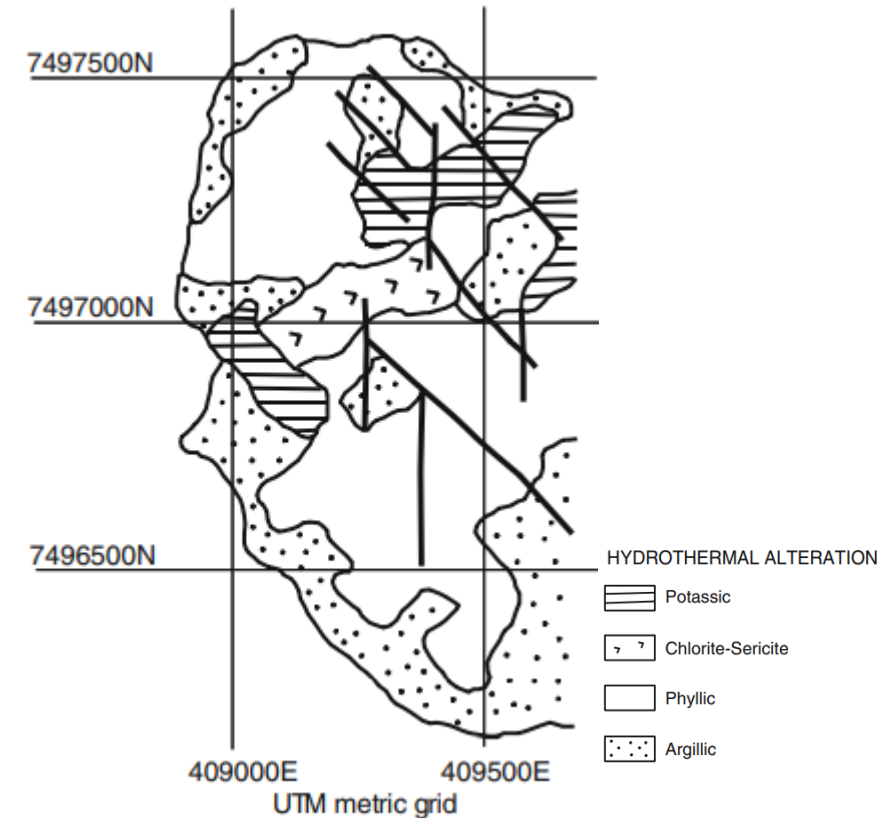 7497500N
7497000N
7496500N
409000E
409500E
UTM metric grid
HYDROTHERMAL ALTERATION
Potassic
Chlorite-Sericite
Phyllic
Argillic